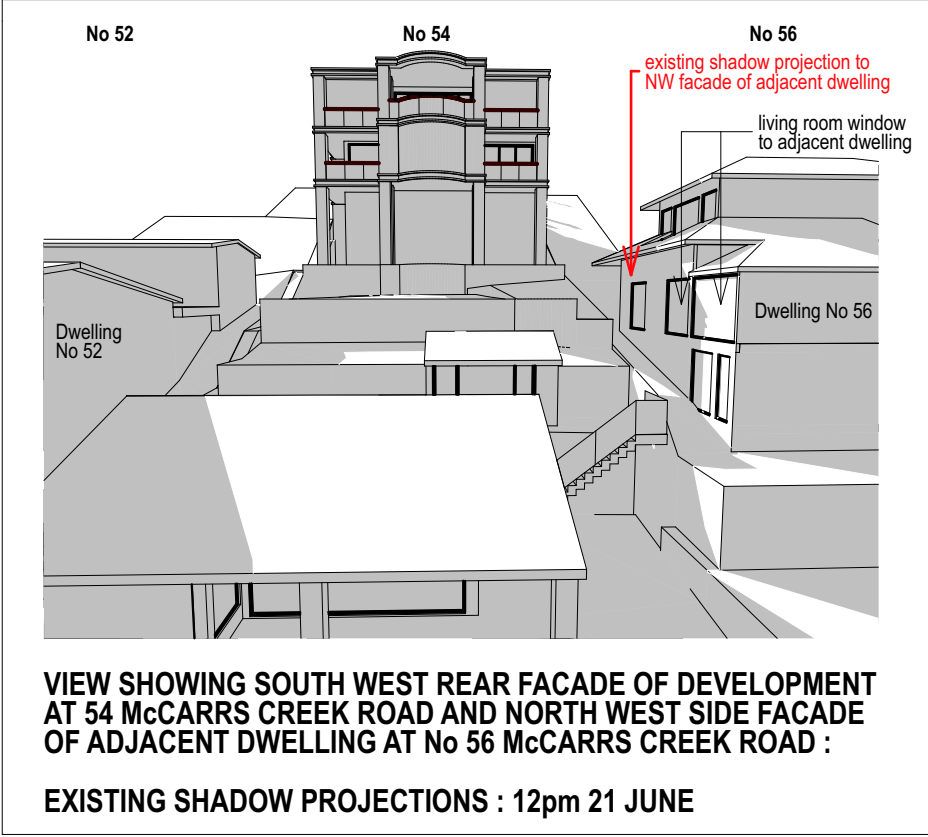 No 52
No 54
No 56
existing shadow projection to
NW facade of adjacent dwelling
living room window
to adjacent dwelling
Dwelling No 56
Dwelling
No 52
VIEW SHOWING SOUTH WEST REAR FACADE OF DEVELOPMENT
AT 54 McCARRS CREEK ROAD AND NORTH WEST SIDE FACADE
OF ADJACENT DWELLING AT No 56 McCARRS CREEK ROAD :
EXISTING SHADOW PROJECTIONS : 12pm 21 JUNE